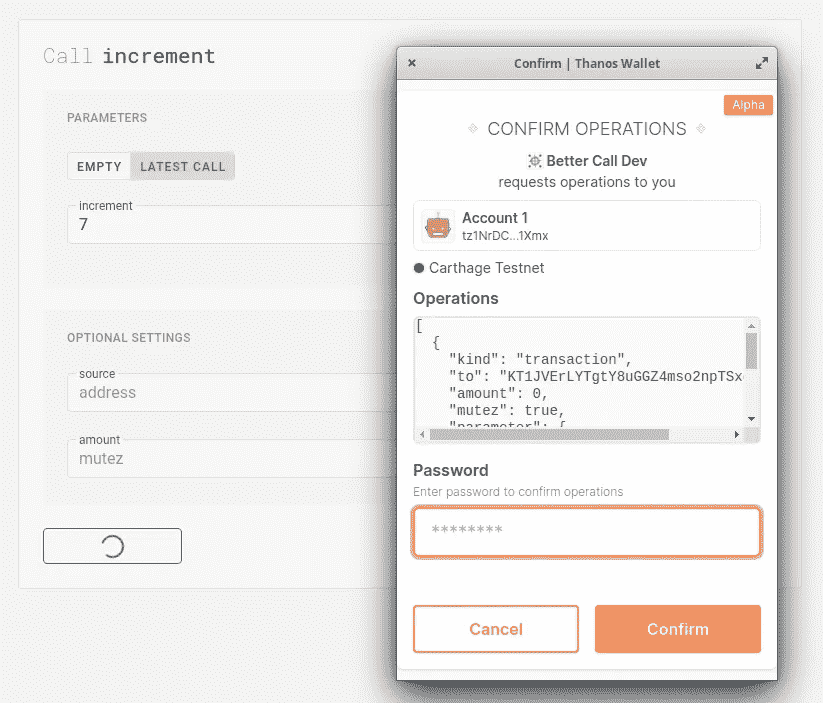 Call increment
PARAMETERS
EMPTY LATEST CALL
increment
7
OPTIONAL SETTINGS
source
address
amount
mutez
Confirm | Thanos Wallet
Alpha
CONFIRM OPERATIONS
Better Call Dev
requests operations to you
Account 1
tz1NrDC...1Xmx
Carthage Testnet
Operations
[
{
"kind": "transaction",
"to": "KT1JVErLYTgtY8uGGZ4mso2npTSx
"amount": 0,
"mutez": true,
"parameter": {
Password
Enter password to confirm operations
********
Cancel Confirm